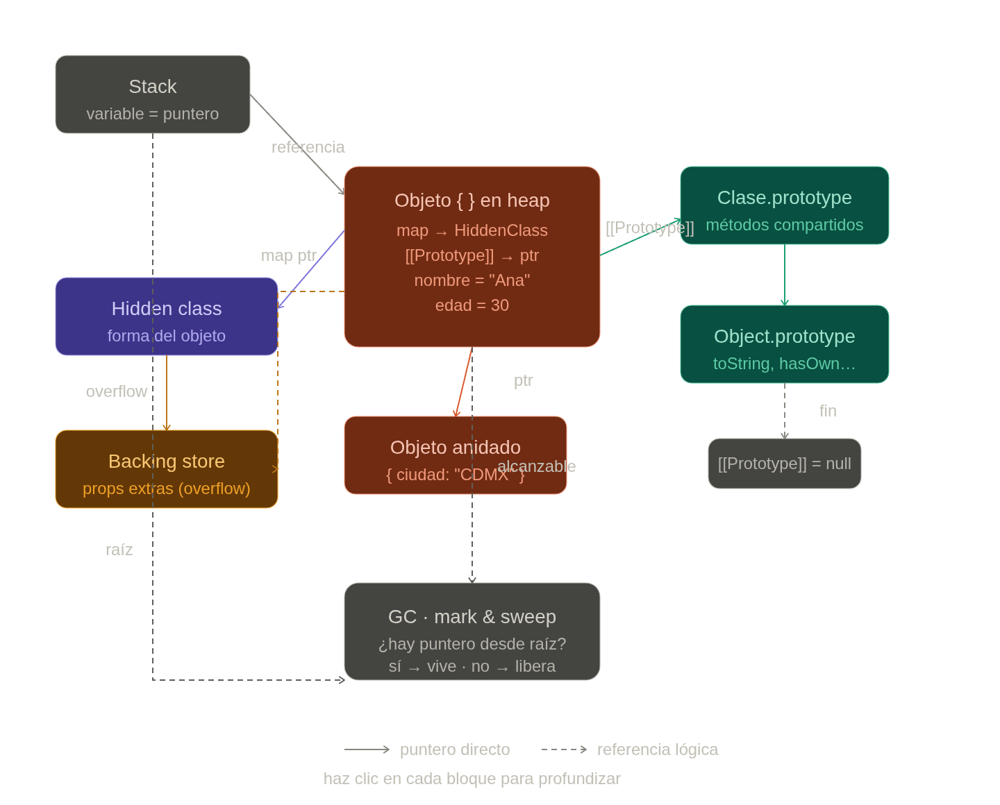 Stack
variable = puntero
referencia
Objeto { } en heap
map → HiddenClass
[[Prototype]] → ptr
nombre = "Ana"
edad = 30
[[Prototype]]
Clase.prototype
métodos compartidos
map ptr
Hidden class
forma del objeto
Object.prototype
toString, hasOwn…
overflow
ptr
fin
Backing store
props extras (overflow)
Objeto anidado
{ ciudad: "CDMX" }
alcanzable
[[Prototype]] = null
raíz
GC · mark & sweep
¿hay puntero desde raíz?
sí → vive · no → libera
puntero directo
referencia lógica
haz clic en cada bloque para profundizar